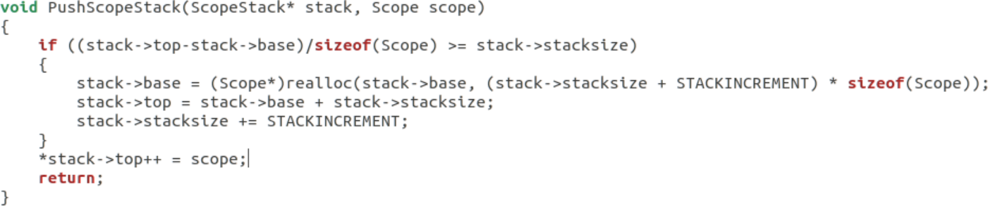 void PushScopeStack(ScopeStack* stack, Scope scope)
{
    if ((stack->top-stack->base)/sizeof(Scope) >= stack->stacksize)
    {
        stack->base = (Scope*)realloc(stack->base, (stack->stacksize + STACKINCREMENT) * sizeof(Scope));
        stack->top = stack->base + stack->stacksize;
        stack->stacksize += STACKINCREMENT;
    }
    *stack->top++ = scope;
    return;
}